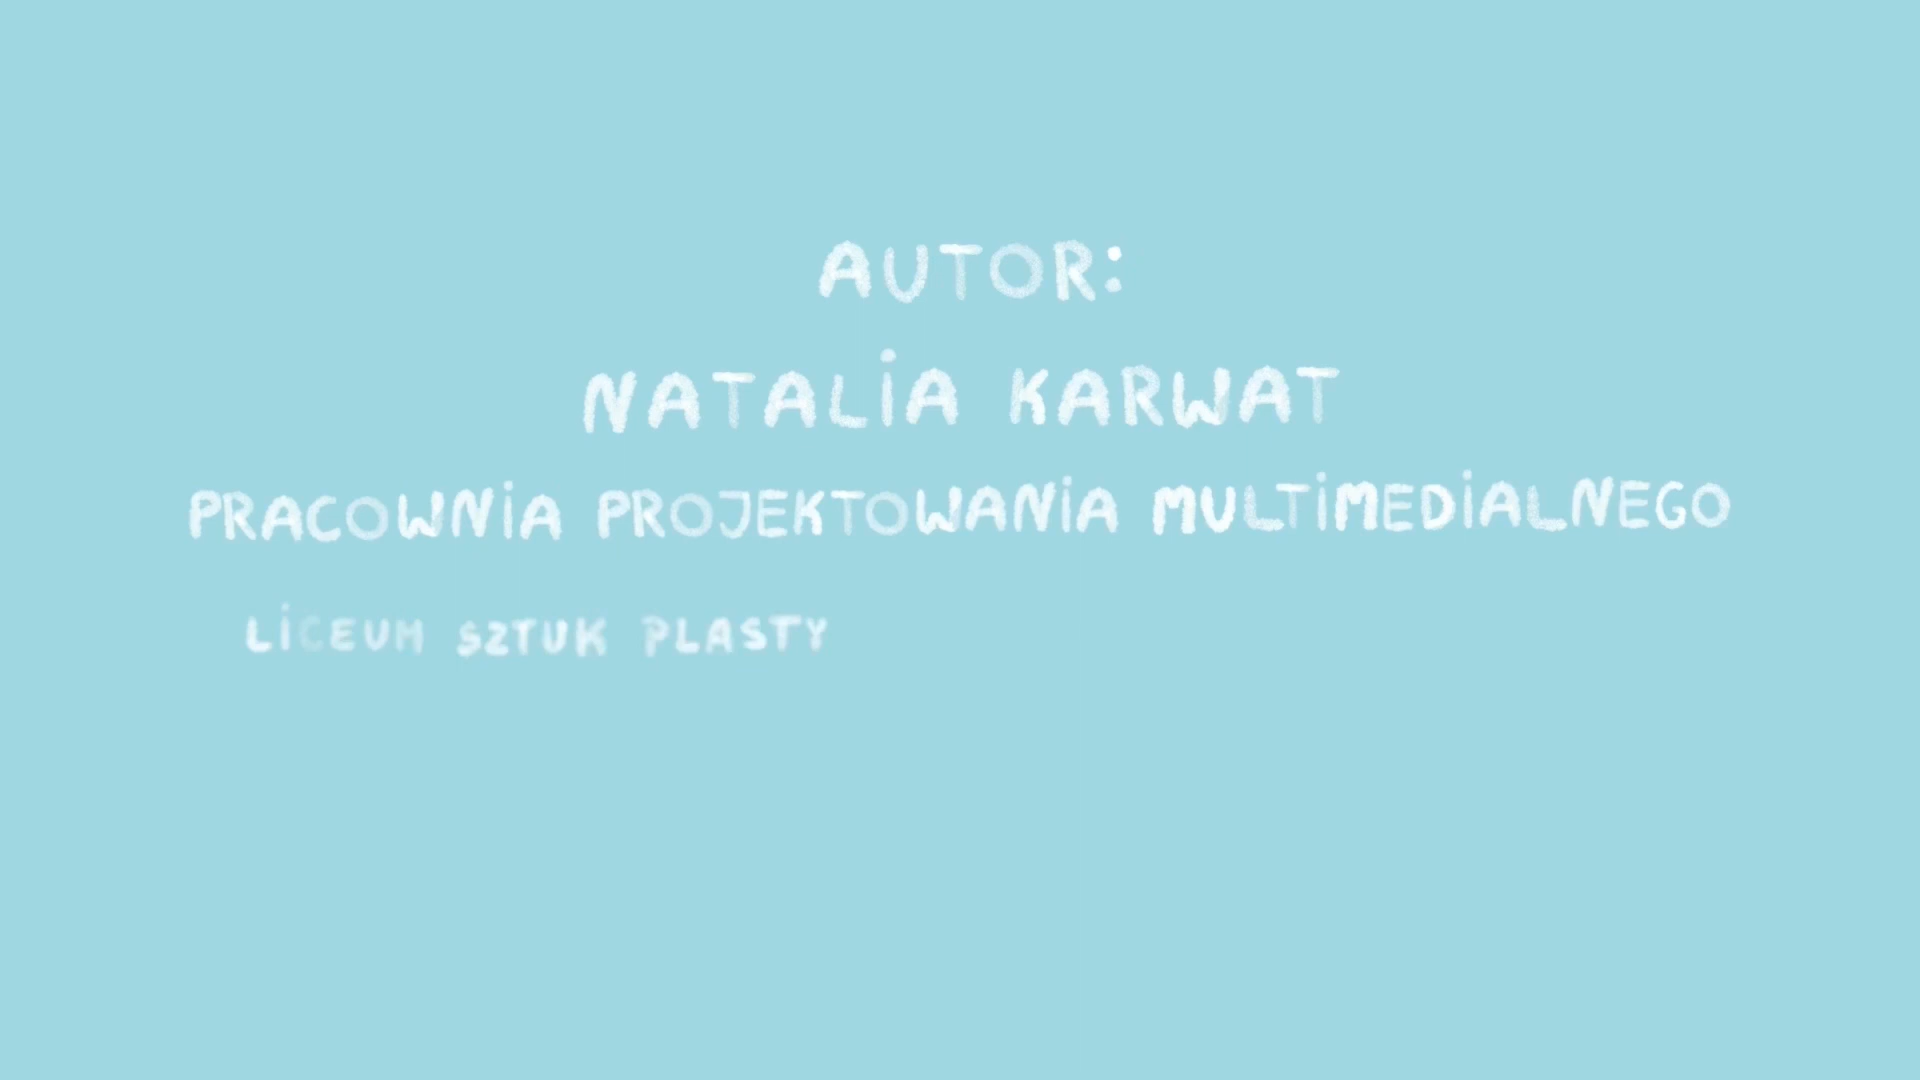 AUTOR:
NATALiA KARWAT
PRACOWNiA PROJEKTOWANiA MULTiMEDiALNEGO
LiCEUM SZTUK PLASTY